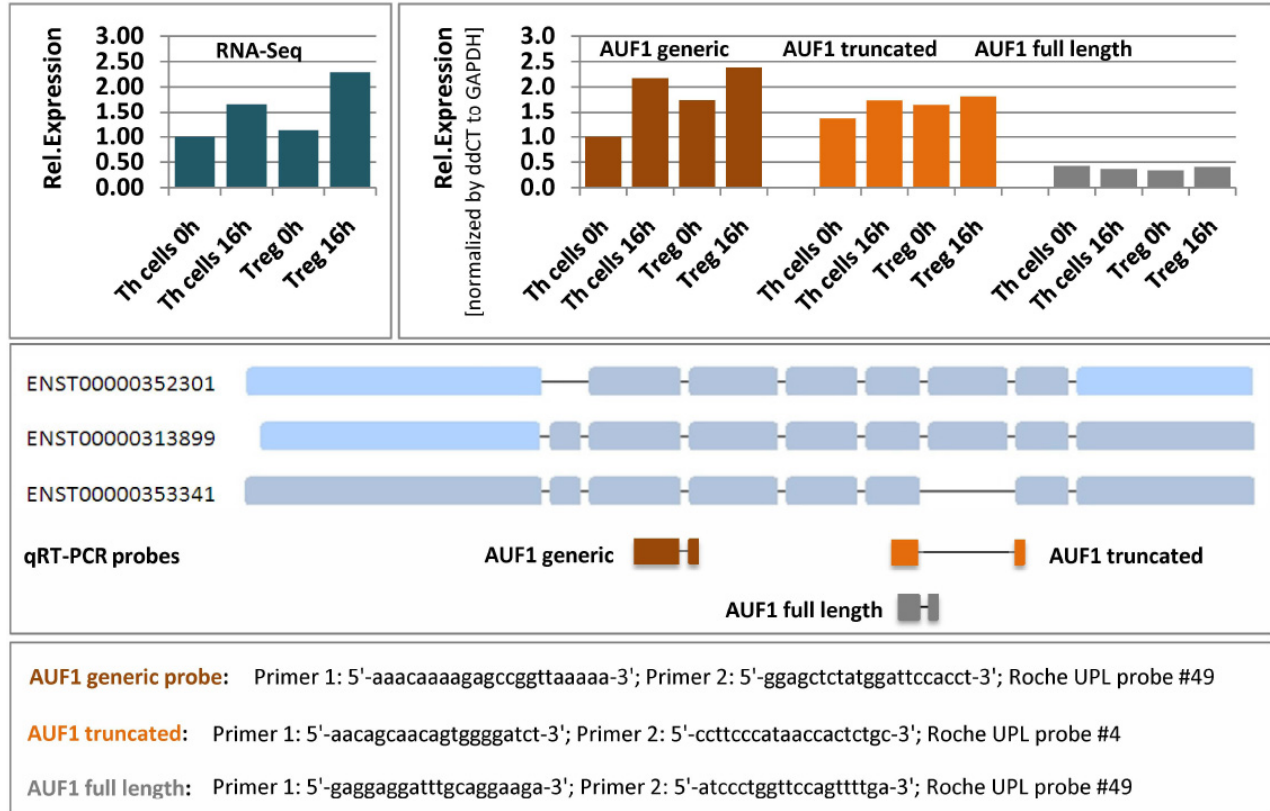 RNA-Seq
Rel.Expression
3.00
2.50
2.00
1.50
1.00
0.50
0.00
Th cells 0h
Th cells 16h
Treg 0h
Treg 16h
AUF1 generic
AUF1 truncated
AUF1 full length
Rel.Expression
[normalized by ddCT to GAPDH]
3.0
2.5
2.0
1.5
1.0
0.5
0.0
Th cells 0h
Th cells 16h
Treg 0h
Treg 16h
Th cells 0h
Th cells 16h
Treg 0h
Treg 16h
Th cells 0h
Th cells 16h
Treg 0h
Treg 16h
ENST00000352301
ENST00000313899
ENST00000353341
qRT-PCR probes
AUF1 generic
AUF1 truncated
AUF1 full length
AUF1 generic probe: Primer 1: 5'-aaacaaaagagccggttaaaaa-3'; Primer 2: 5'-ggagctctatggattccacct-3'; Roche UPL probe #49
AUF1 truncated: Primer 1: 5'-aacagcaacagtggggatct-3'; Primer 2: 5'-ccttcccataaccactctgc-3'; Roche UPL probe #4
AUF1 full length: Primer 1: 5'-gaggaggatttgcaggaaga-3'; Primer 2: 5'-atccctggttccagttttga-3'; Roche UPL probe #49